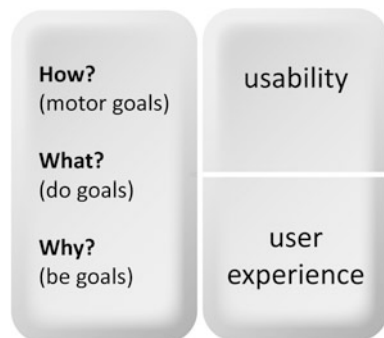 How?
(motor goals)
What?
(do goals)
Why?
(be goals)
usability
user
experience